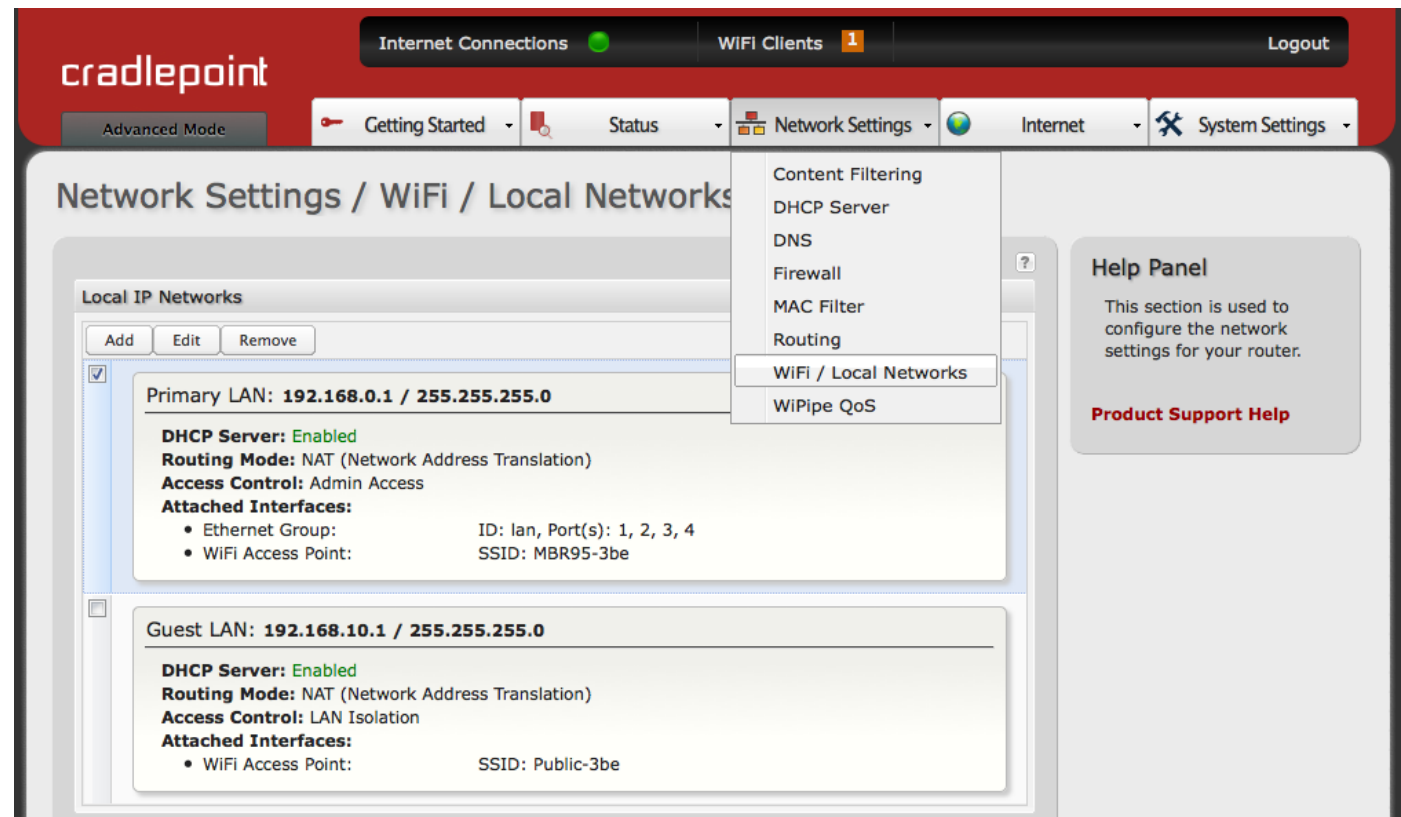 Internet Connections WiFi Clients 1 Logout
cradlepoint
Advanced Mode Getting Started Status Network Settings Internet System Settings
Content Filtering
DHCP Server
DNS
Firewall
MAC Filter
Routing
WiFi / Local Networks
WiPipe QoS
Network Settings / WiFi / Local Networks
?
Local IP Networks
Add Edit Remove
Primary LAN: 192.168.0.1 / 255.255.255.0
DHCP Server: Enabled
Routing Mode: NAT (Network Address Translation)
Access Control: Admin Access
Attached Interfaces:
• Ethernet Group: ID: lan, Port(s): 1, 2, 3, 4
• WiFi Access Point: SSID: MBR95-3be
Guest LAN: 192.168.10.1 / 255.255.255.0
DHCP Server: Enabled
Routing Mode: NAT (Network Address Translation)
Access Control: LAN Isolation
Attached Interfaces:
• WiFi Access Point: SSID: Public-3be
Help Panel
This section is used to
configure the network
settings for your router.
Product Support Help